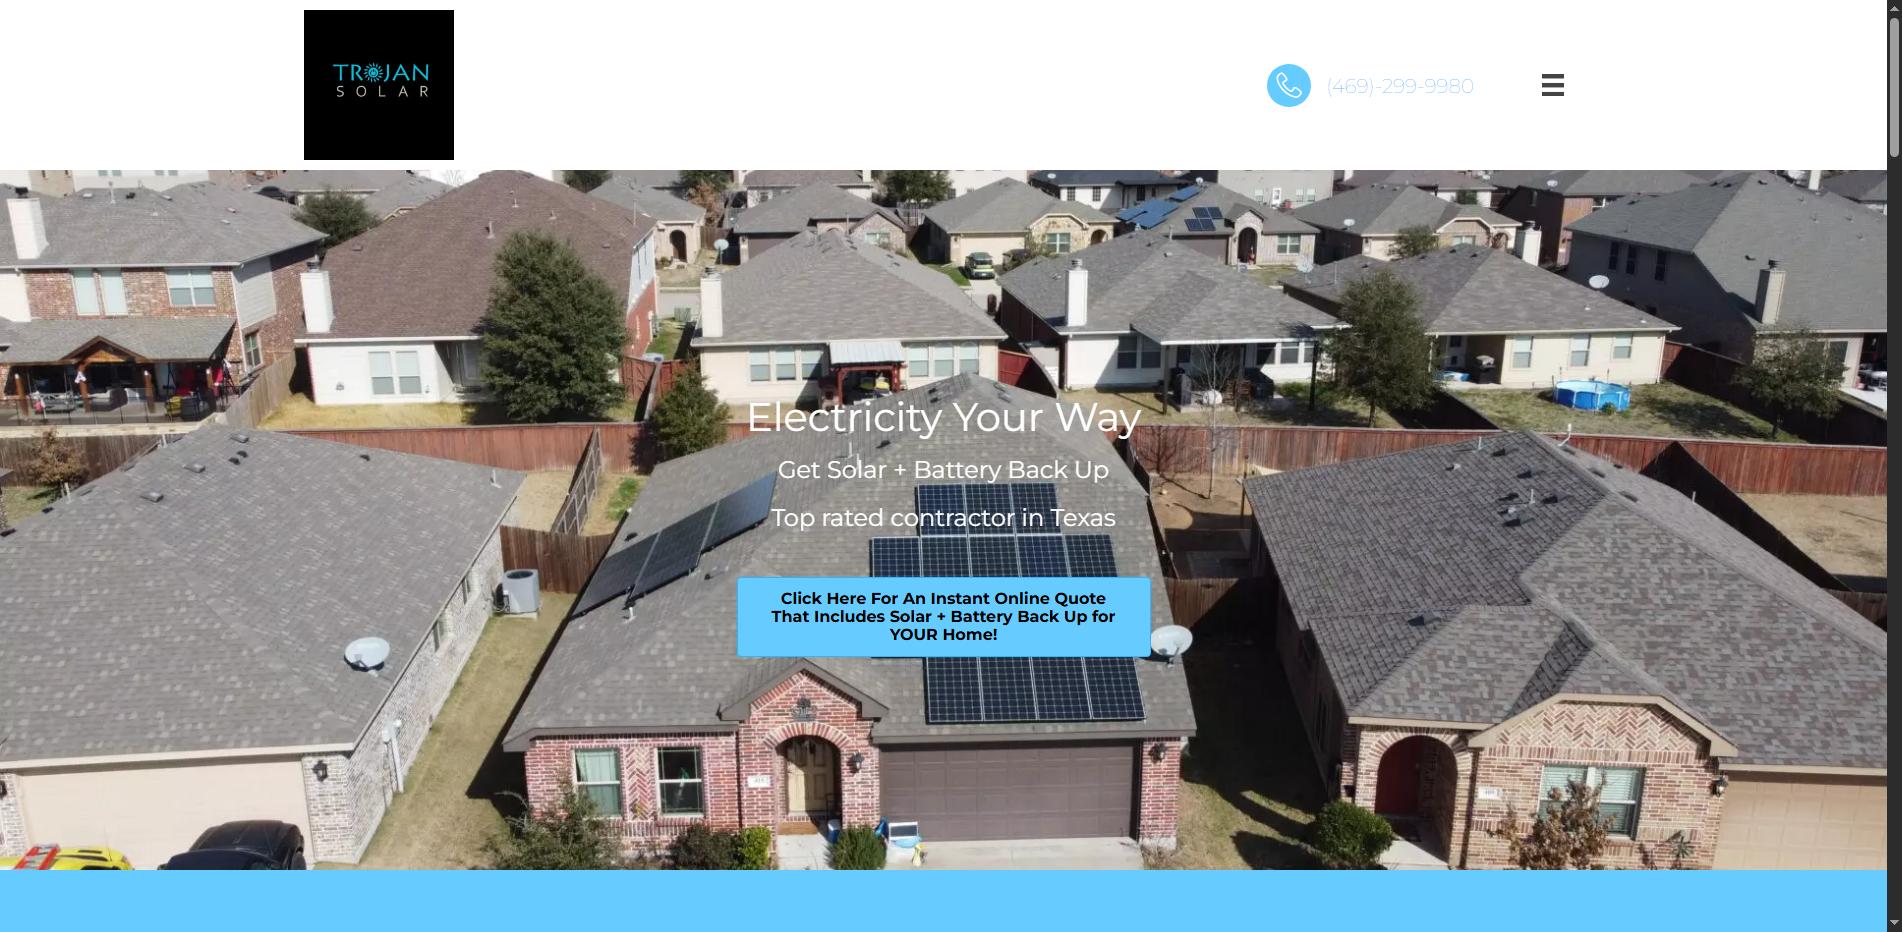 TROJAN
SOLAR
(469)-299-9980
Electricity Your Way
Get Solar + Battery Back Up
Top rated contractor in Texas
Click Here For An Instant Online Quote
That Includes Solar + Battery Back Up for
YOUR Home!